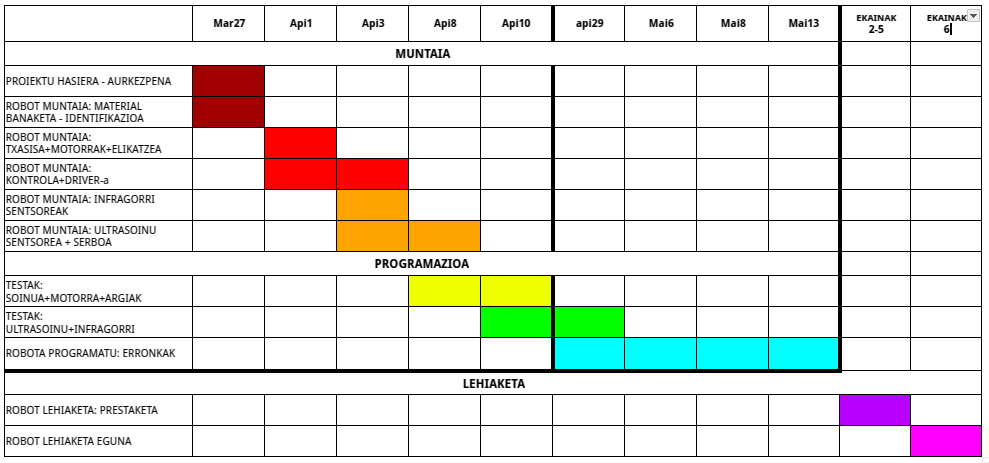 Mar27 Api1 Api3 Api8 Api10 api29 Mai6 Mai8 Mai13 EKAINAK 2-5 EKAINAK 6
MUNTAIA
PROIEKTU HASIERA - AURKEZPENA
ROBOT MUNTAIA: MATERIAL
BANAKETA - IDENTIFIKAZIOA
ROBOT MUNTAIA:
TXASISA+MOTORRAK+ELIKATZEA
ROBOT MUNTAIA:
KONTROLA+DRIVER-a
ROBOT MUNTAIA: INFRAGORRI
SENTSOREAK
ROBOT MUNTAIA: ULTRASOINU
SENTSOREA + SERBOA
PROGRAMAZIOA
TESTAK:
SOINUA+MOTORRA+ARGIAK
TESTAK:
ULTRASOINU+INFRAGORRI
ROBOTA PROGRAMATU: ERRONKAK
LEHIAKETA
ROBOT LEHIAKETA: PRESTAKETA
ROBOT LEHIAKETA EGUNA